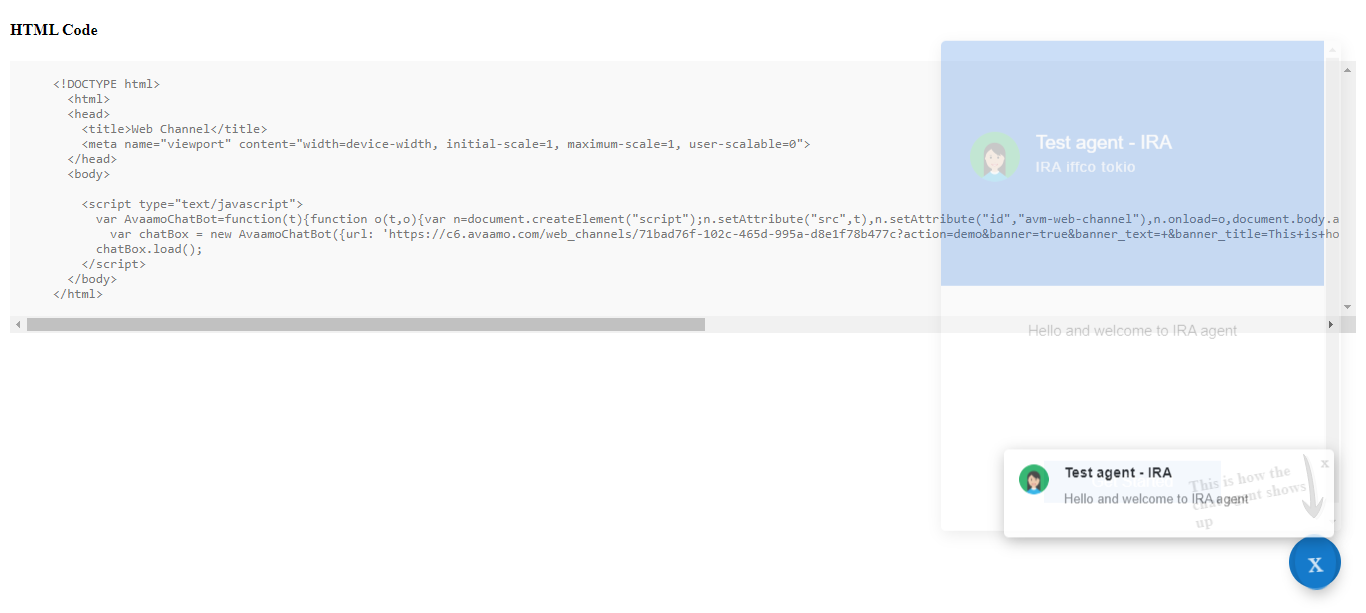 HTML Code
<!DOCTYPE html>
<html>
<head>
<title>Web Channel</title>
<meta name="viewport" content="width=device-width, initial-scale=1, maximum-scale=1, user-scalable=0">
</head>
<body>
<script type="text/javascript">
var AvaamoChatBot=function(t){function o(t,o){var n=document.createElement("script");n.setAttribute("src",t),n.setAttribute("id","avm-web-channel"),n.onload=o,document.body.a
var chatBox = new AvaamoChatBot({url: 'https://c6.avaamo.com/web_channels/71bad76f-102c-465d-995a-d8e1f78b477c?action=demo&banner=true&banner_text=+&banner_title=This+is+ho
chatBox.load();
</script>
</body>
</html>
Test agent - IRA
IRA iffco tokio
Hello and welcome to IRA agent
Test agent - IRA
Hello and welcome to IRA agent
x
This is how the
chat agent shows
up
X